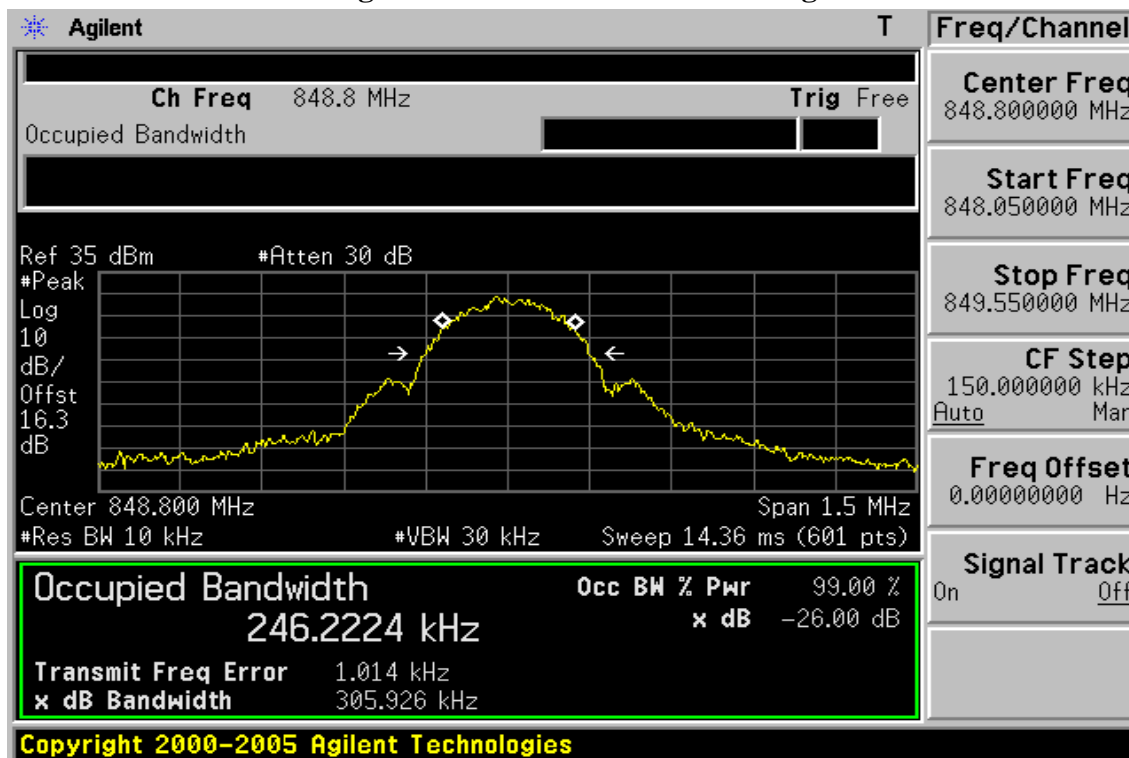 Agilent T
Ch Freq 848.8 MHz Trig Free
Occupied Bandwidth
Ref 35 dBm #Atten 30 dB
#Peak
Log
10
dB/
Offst
16.3
dB
Center 848.800 MHz Span 1.5 MHz
#Res BW 10 kHz #VBW 30 kHz Sweep 14.36 ms (601 pts)
Occupied Bandwidth Occ BW % Pwr 99.00 %
246.2224 kHz x dB -26.00 dB
Transmit Freq Error 1.014 kHz
x dB Bandwidth 305.926 kHz
Copyright 2000-2005 Agilent Technologies
Freq/Channel
Center Freq
848.800000 MHz
Start Freq
848.050000 MHz
Stop Freq
849.550000 MHz
CF Step
150.000000 kHz
Auto Man
Freq Offset
0.00000000 Hz
Signal Track
On Off